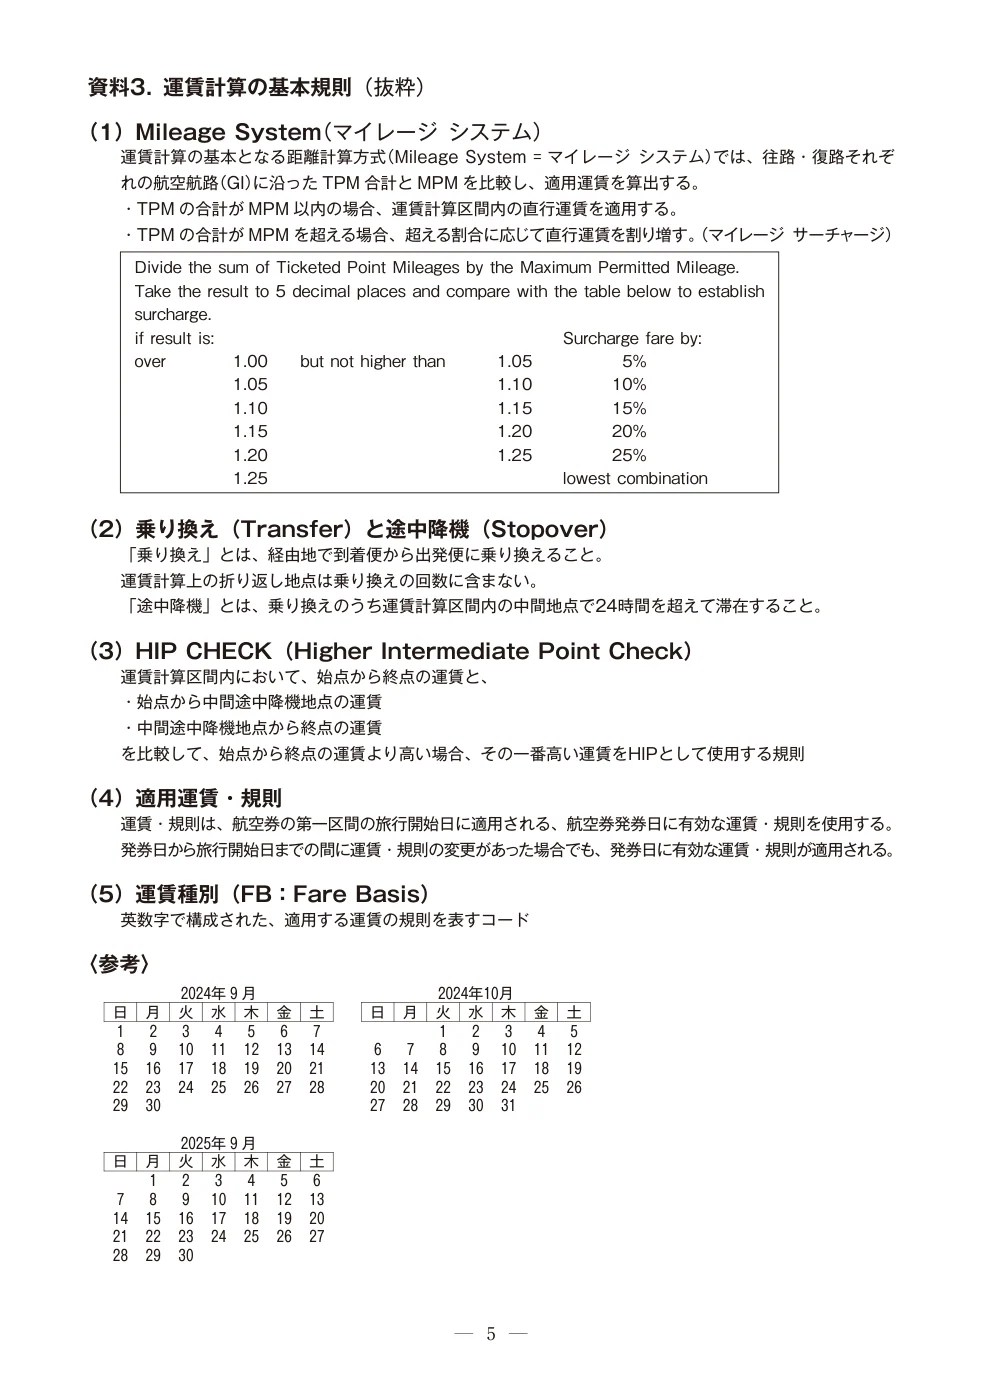 資料3. 運賃計算の基本規則（抜粋）
（1）Mileage System（マイレージ システム）
運賃計算の基本となる距離計算方式（Mileage System = マイレージ システム）では、往路・復路それぞ
れの航空航路（GI）に沿った TPM 合計と MPM を比較し、適用運賃を算出する。
・TPM の合計が MPM 以内の場合、運賃計算区間内の直行運賃を適用する。
・TPM の合計が MPM を超える場合、超える割合に応じて直行運賃を割り増す。（マイレージ サーチャージ）
Divide the sum of Ticketed Point Mileages by the Maximum Permitted Mileage.
Take the result to 5 decimal places and compare with the table below to establish
surcharge.
if result is: Surcharge fare by:
over 1.00 but not higher than 1.05 5%
1.05 1.10 10%
1.10 1.15 15%
1.15 1.20 20%
1.20 1.25 25%
1.25 lowest combination
（2）乗り換え（Transfer）と途中降機（Stopover）
「乗り換え」とは、経由地で到着便から出発便に乗り換えること。
運賃計算上の折り返し地点は乗り換えの回数に含まない。
「途中降機」とは、乗り換えのうち運賃計算区間内の中間地点で24時間を超えて滞在すること。
（3）HIP CHECK（Higher Intermediate Point Check）
運賃計算区間内において、始点から終点の運賃と、
・始点から中間途中降機地点の運賃
・中間途中降機地点から終点の運賃
を比較して、始点から終点の運賃より高い場合、その一番高い運賃をHIPとして使用する規則
（4）適用運賃・規則
運賃・規則は、航空券の第一区間の旅行開始日に適用される、航空券発券日に有効な運賃・規則を使用する。
発券日から旅行開始日までの間に運賃・規則の変更があった場合でも、発券日に有効な運賃・規則が適用される。
（5）運賃種別（FB：Fare Basis）
英数字で構成された、適用する運賃の規則を表すコード
〈参考〉
2024年 9 月
日 月 火 水 木 金 土
1 2 3 4 5 6 7
8 9 10 11 12 13 14
15 16 17 18 19 20 21
22 23 24 25 26 27 28
29 30
2024年10月
日 月 火 水 木 金 土
1 2 3 4 5
6 7 8 9 10 11 12
13 14 15 16 17 18 19
20 21 22 23 24 25 26
27 28 29 30 31
2025年 9 月
日 月 火 水 木 金 土
1 2 3 4 5 6
7 8 9 10 11 12 13
14 15 16 17 18 19 20
21 22 23 24 25 26 27
28 29 30
— 5 —